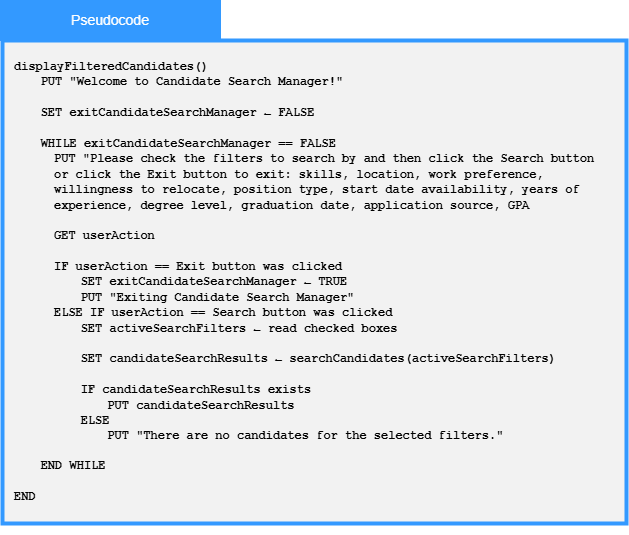 Pseudocode
displayFilteredCandidates()
PUT "Welcome to Candidate Search Manager!"
SET exitCandidateSearchManager ← FALSE
WHILE exitCandidateSearchManager == FALSE
PUT "Please check the filters to search by and then click the Search button
or click the Exit button to exit: skills, location, work preference,
willingness to relocate, position type, start date availability, years of
experience, degree level, graduation date, application source, GPA
GET userAction
IF userAction == Exit button was clicked
SET exitCandidateSearchManager ← TRUE
PUT "Exiting Candidate Search Manager"
ELSE IF userAction == Search button was clicked
SET activeSearchFilters ← read checked boxes
SET candidateSearchResults ← searchCandidates(activeSearchFilters)
IF candidateSearchResults exists
PUT candidateSearchResults
ELSE
PUT "There are no candidates for the selected filters."
END WHILE
END